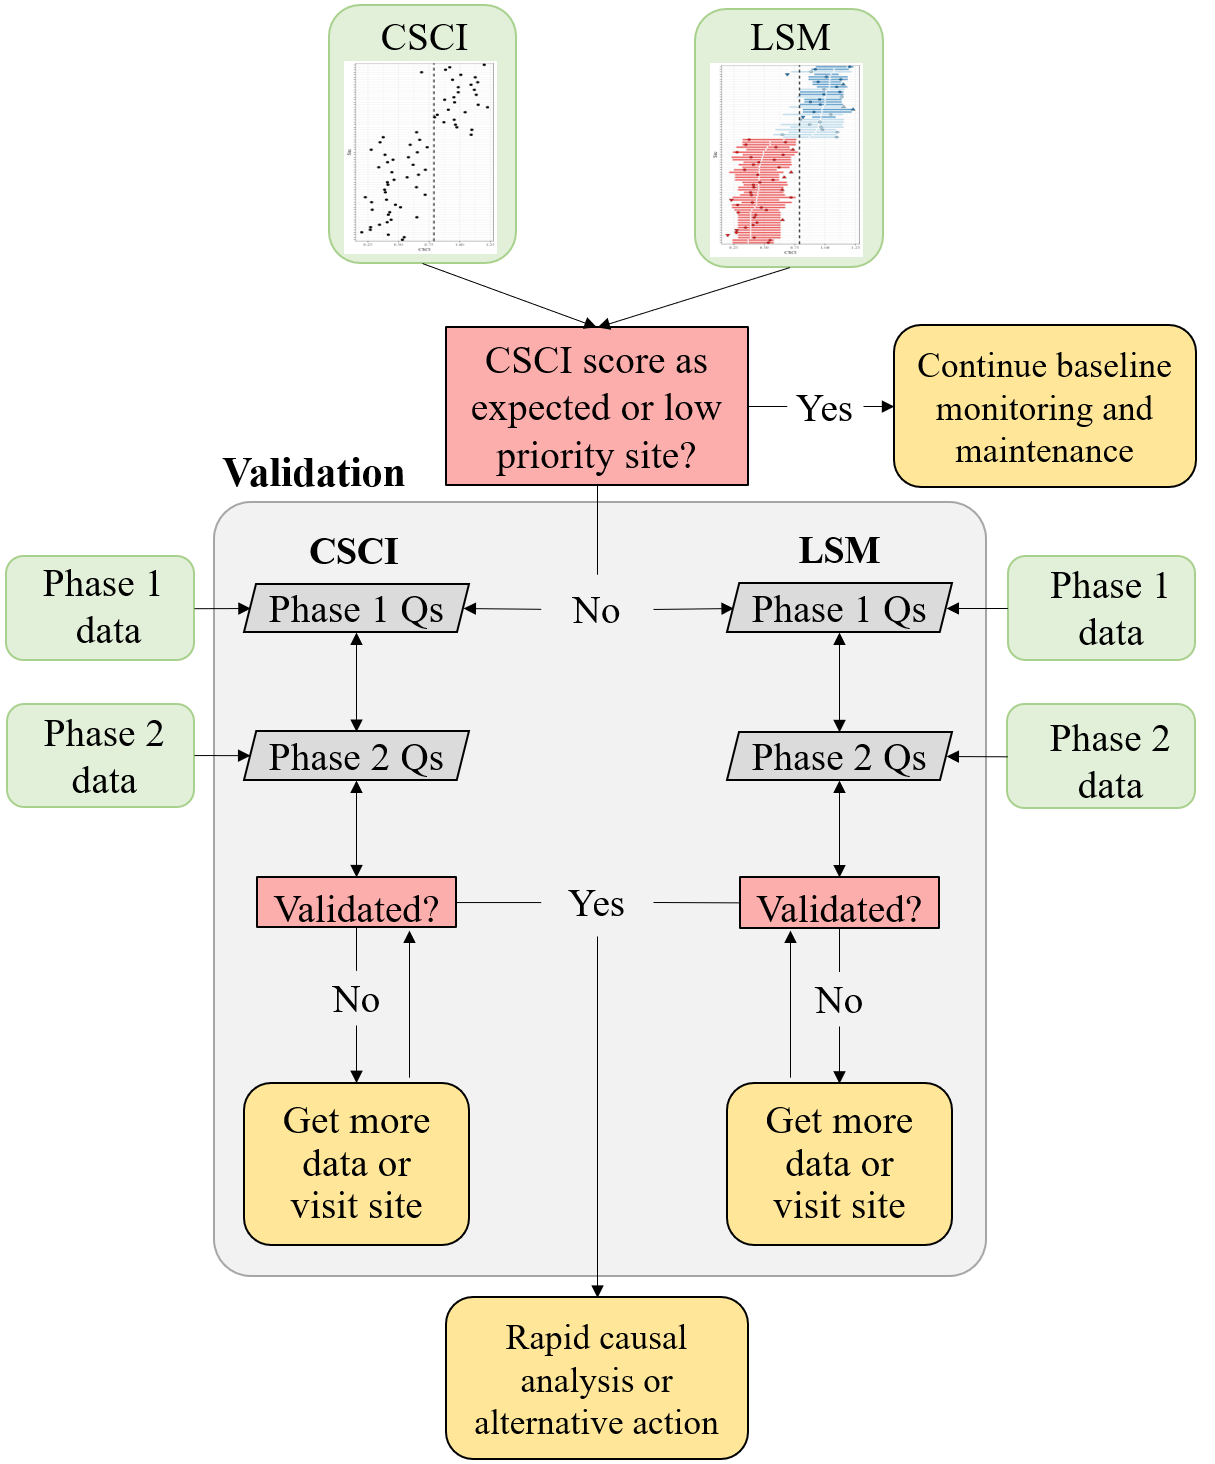 CSCI
LSM
CSCI
CSCI
CSCI score as
expected or low
priority site?
Yes
Continue baseline
monitoring and
maintenance
Validation
CSCI
LSM
Phase 1
data
Phase 1 Qs
No
Phase 1 Qs
Phase 1
data
Phase 2
data
Phase 2 Qs
Phase 2 Qs
Phase 2
data
Validated?
Yes
Validated?
No
No
Get more
data or
visit site
Get more
data or
visit site
Rapid causal
analysis or
alternative action